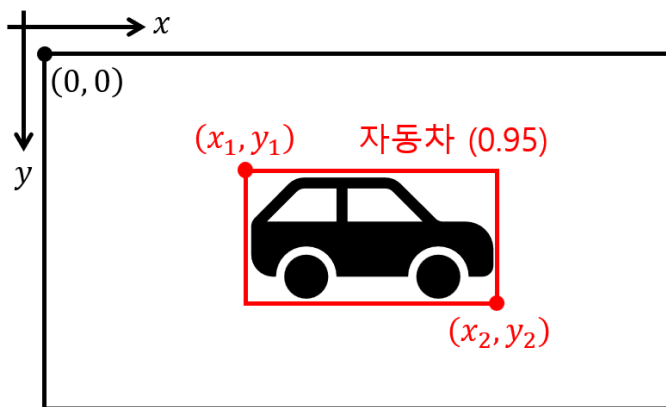 x
(0, 0)
y
(x₁, y₁)
자동차 (0.95)
(x₂, y₂)